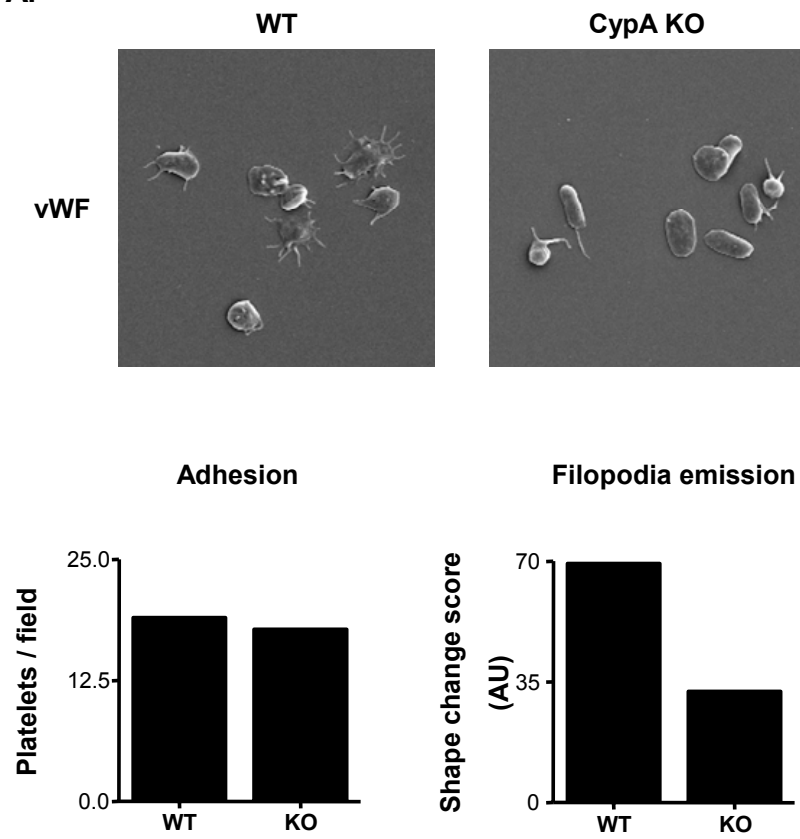 WT
CypA KO
vWF
Adhesion
Filopodia emission
Platelets / field
25.0
12.5
0.0
WT
KO
Shape change score
(AU)
70
35
0
WT
KO